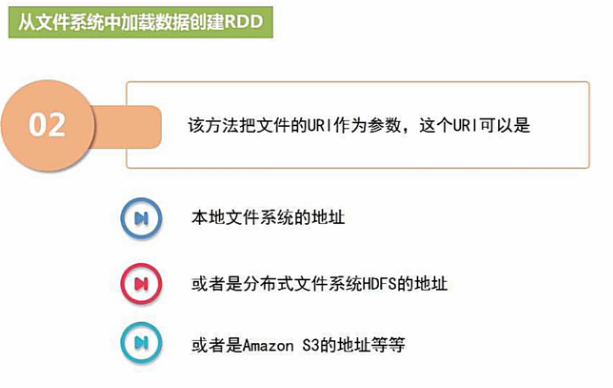 从文件系统中加载数据创建RDD
02
该方法把文件的URI作为参数，这个URI可以是
本地文件系统的地址
或者是分布式文件系统HDFS的地址
或者是Amazon S3的地址等等